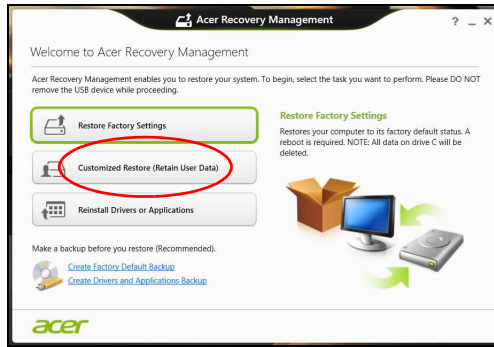 Acer Recovery Management
? _ X
Welcome to Acer Recovery Management
Acer Recovery Management enables you to restore your system. To begin, select the task you want to perform. Please DO NOT
remove the USB device while proceeding.
Restore Factory Settings
Customized Restore (Retain User Data)
Reinstall Drivers or Applications
Restore Factory Settings
Restores your computer to its factory default status. A
reboot is required. NOTE: All data on drive C will be
deleted.
Make a backup before you restore (Recommended).
Create Factory Default Backup
Create Drivers and Applications Backup
acer